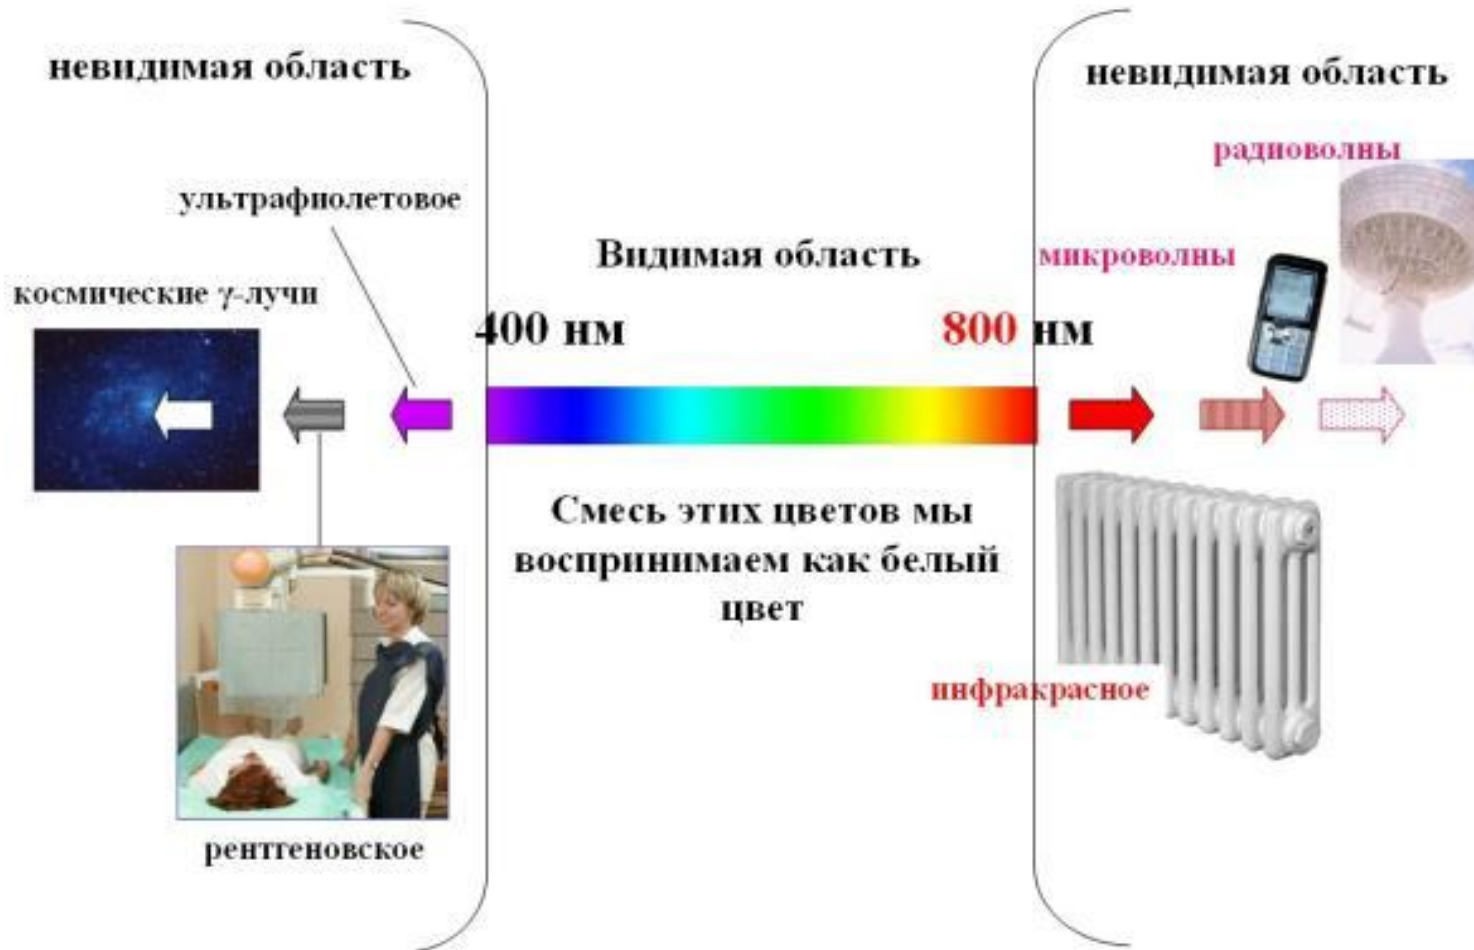 невидимая область
невидимая область
радиоволны
ультрафиолетовое
Видимая область
микроволны
космические γ-лучи
400 нм
800 нм
Смесь этих цветов мы
воспринимаем как белый
цвет
инфракрасное
рентгеновское